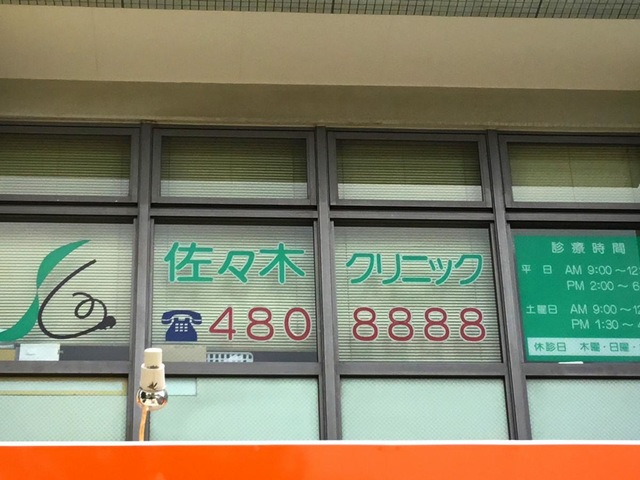 佐々木 クリニック
480 8888
診療時間
平日 AM 9:00～12
PM 2:00～6
土曜日 AM 9:00～12
PM 1:30～4
休診日 木曜・日曜・